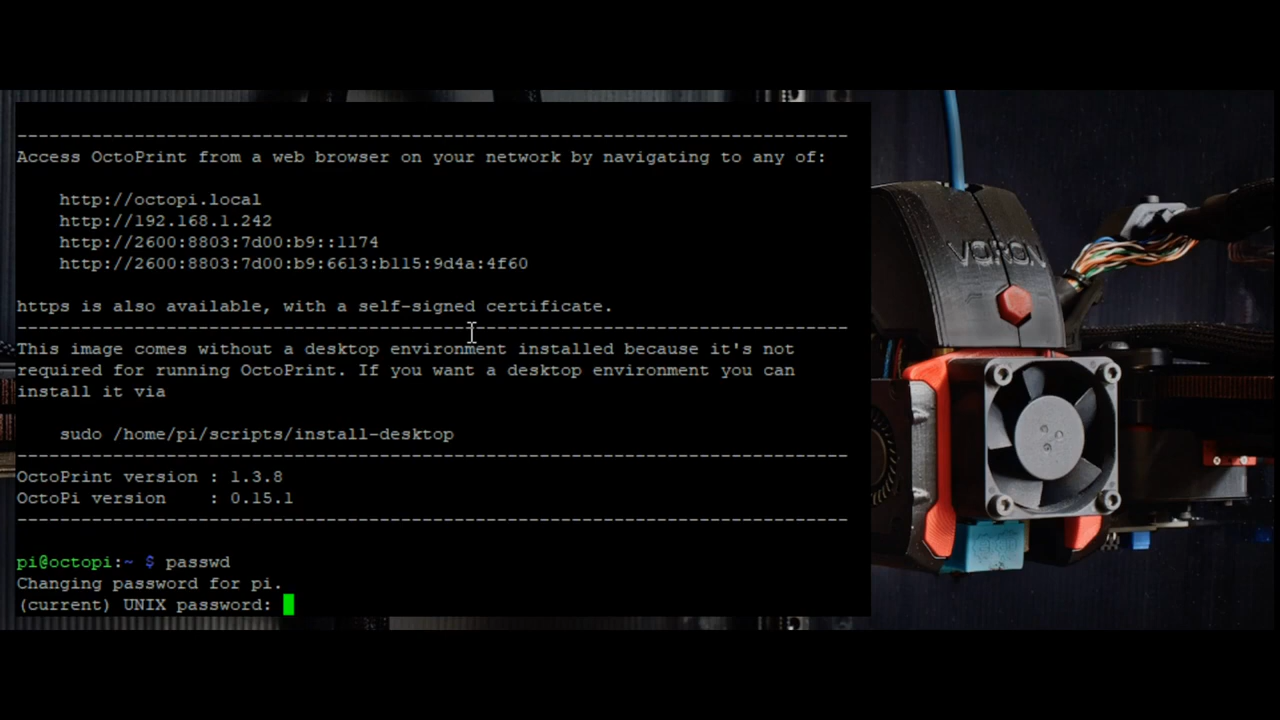 --------------------------------------------------------------------------------
Access OctoPrint from a web browser on your network by navigating to any of:
http://octopi.local
http://192.168.1.242
http://2600:8803:7d00:b9::1174
http://2600:8803:7d00:b9:6613:b115:9d4a:4f60
https is also available, with a self-signed certificate.
--------------------------------------------------------------------------------
This image comes without a desktop environment installed because it's not
required for running OctoPrint. If you want a desktop environment you can
install it via
sudo /home/pi/scripts/install-desktop
--------------------------------------------------------------------------------
OctoPrint version : 1.3.8
OctoPi version    : 0.15.1
--------------------------------------------------------------------------------
pi@octopi:~ $ passwd
Changing password for pi.
(current) UNIX password:
VORON